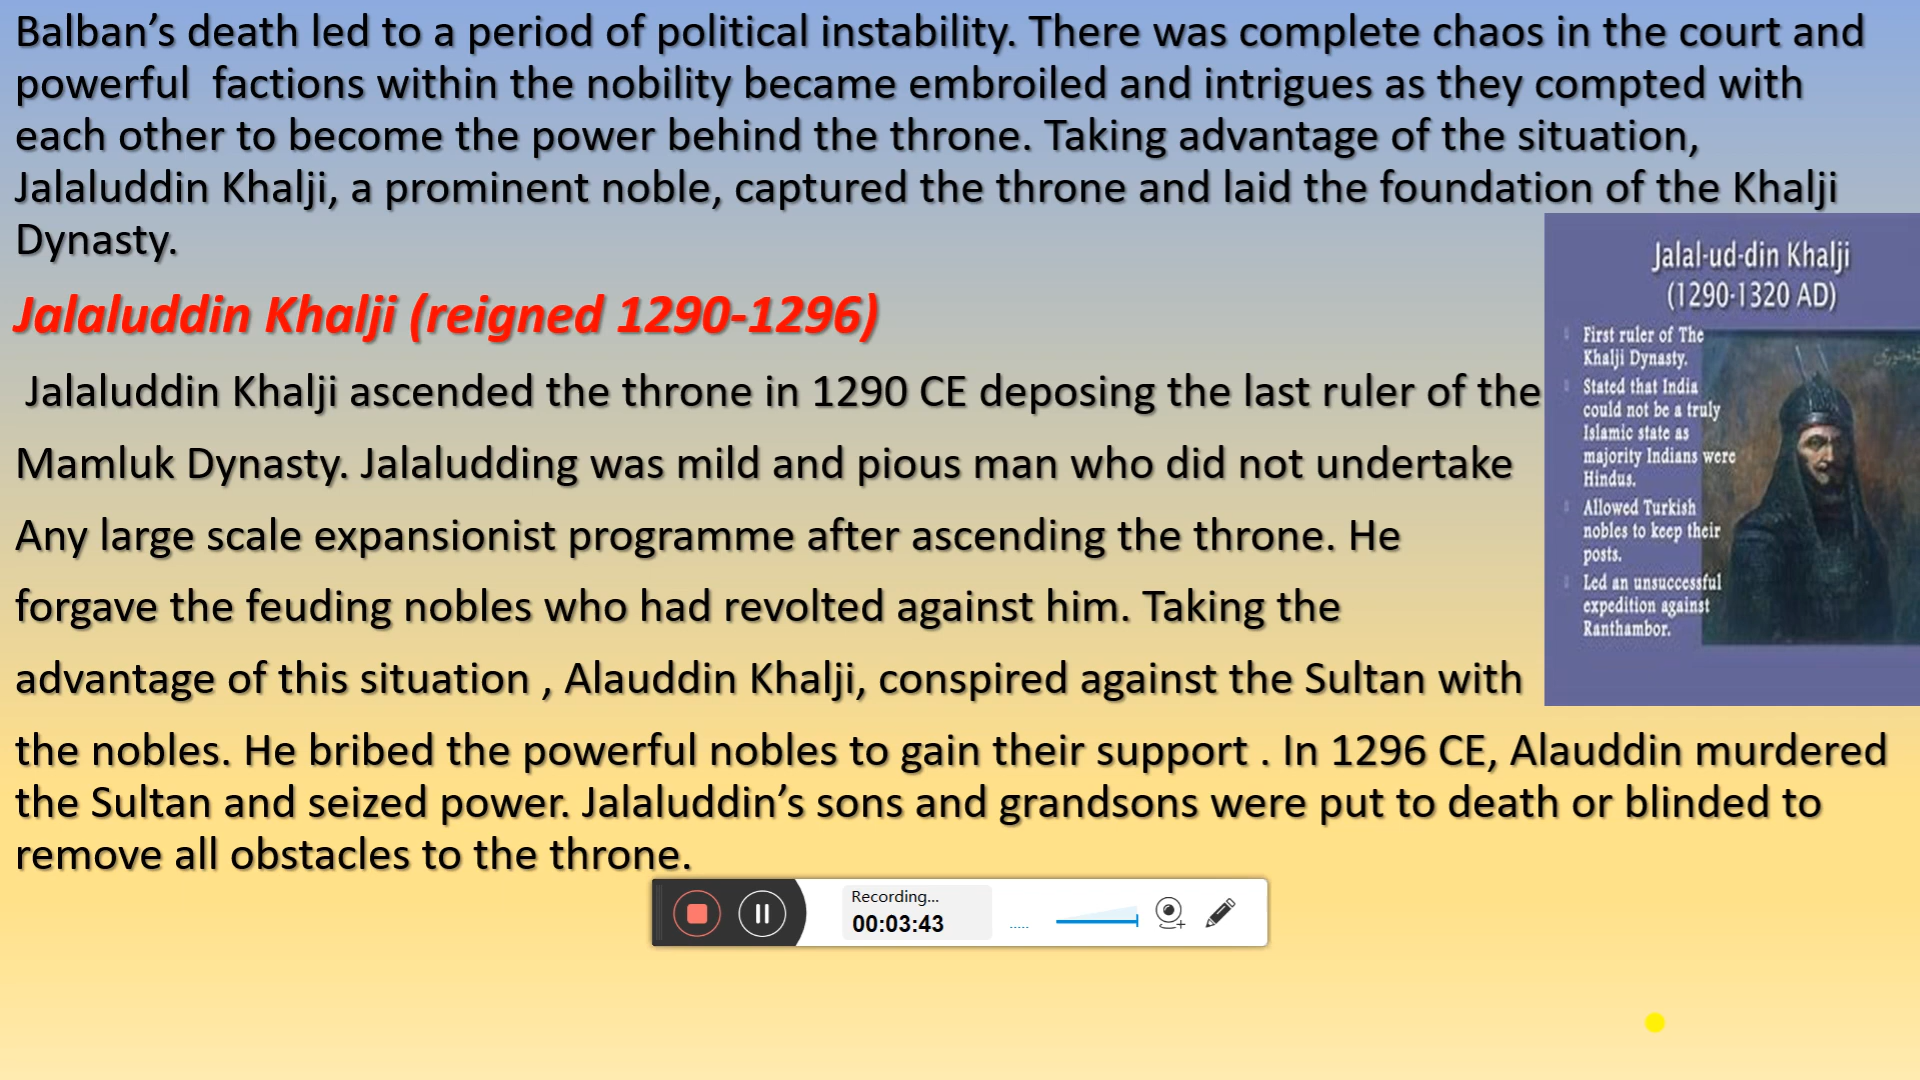 Balban’s death led to a period of political instability. There was complete chaos in the court and
powerful  factions within the nobility became embroiled and intrigues as they compted with
each other to become the power behind the throne. Taking advantage of the situation,
Jalaluddin Khalji, a prominent noble, captured the throne and laid the foundation of the Khalji
Dynasty.
Jalaluddin Khalji (reigned 1290-1296)
Jalaluddin Khalji ascended the throne in 1290 CE deposing the last ruler of the
Mamluk Dynasty. Jalaludding was mild and pious man who did not undertake
Any large scale expansionist programme after ascending the throne. He
forgave the feuding nobles who had revolted against him. Taking the
advantage of this situation , Alauddin Khalji, conspired against the Sultan with
the nobles. He bribed the powerful nobles to gain their support . In 1296 CE, Alauddin murdered
the Sultan and seized power. Jalaluddin’s sons and grandsons were put to death or blinded to
remove all obstacles to the throne.
Jalal-ud-din Khalji
(1290-1320 AD)
First ruler of The
Khalji Dynasty.
Stated that India
could not be a truly
Islamic state as
majority Indians were
Hindus.
Allowed Turkish
nobles to keep their
posts.
Led an unsuccessful
expedition against
Ranthambor.
Recording...
00:03:43